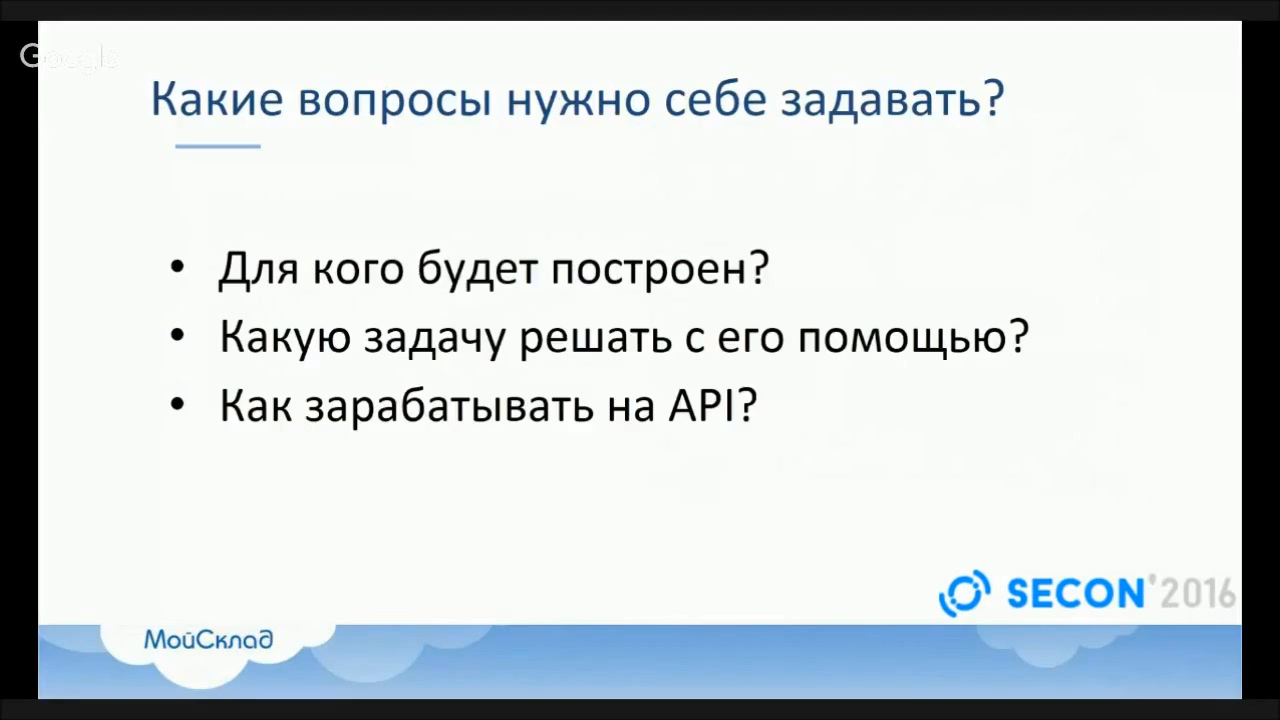 Google
Какие вопросы нужно себе задавать?
• Для кого будет построен?
• Какую задачу решать с его помощью?
• Как зарабатывать на API?
SECON'2016
МойСклад